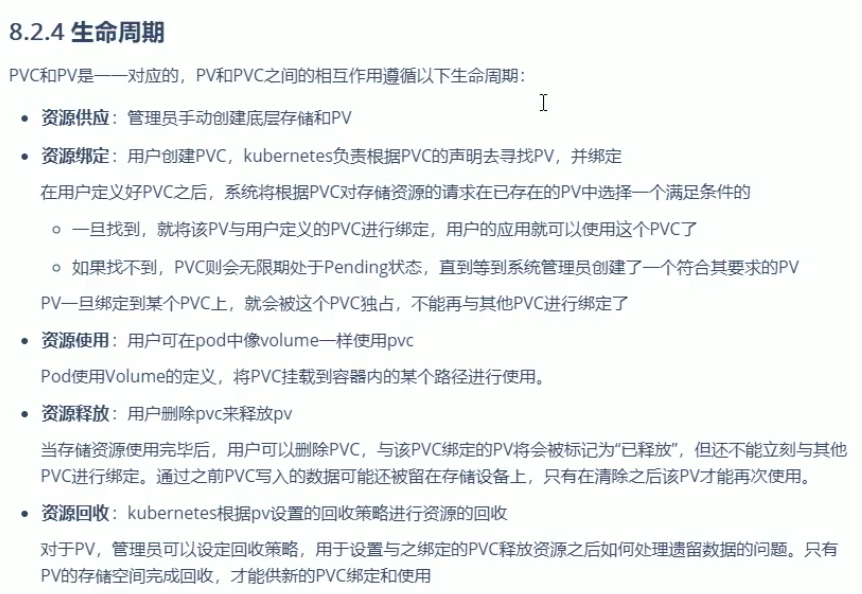 8.2.4 生命周期
PVC和PV是一一对应的，PV和PVC之间的相互作用遵循以下生命周期：
• 资源供应：管理员手动创建底层存储和PV
• 资源绑定：用户创建PVC，kubernetes负责根据PVC的声明去寻找PV，并绑定
在用户定义好PVC之后，系统将根据PVC对存储资源的请求在已存在的PV中选择一个满足条件的
○ 一旦找到，就将该PV与用户定义的PVC进行绑定，用户的应用就可以使用这个PVC了
○ 如果找不到，PVC则会无限期处于Pending状态，直到等到系统管理员创建了一个符合其要求的PV
PV一旦绑定到某个PVC上，就会被这个PVC独占，不能再与其他PVC进行绑定了
• 资源使用：用户可在pod中像volume一样使用pvc
Pod使用Volume的定义，将PVC挂载到容器内的某个路径进行使用。
• 资源释放：用户删除pvc来释放pv
当存储资源使用完毕后，用户可以删除PVC，与该PVC绑定的PV将会被标记为“已释放”，但还不能立刻与其他
PVC进行绑定。通过之前PVC写入的数据可能还被留在存储设备上，只有在清除之后该PV才能再次使用。
• 资源回收：kubernetes根据pv设置的回收策略进行资源的回收
对于PV，管理员可以设定回收策略，用于设置与之绑定的PVC释放资源之后如何处理遗留数据的问题。只有
PV的存储空间完成回收，才能供新的PVC绑定和使用